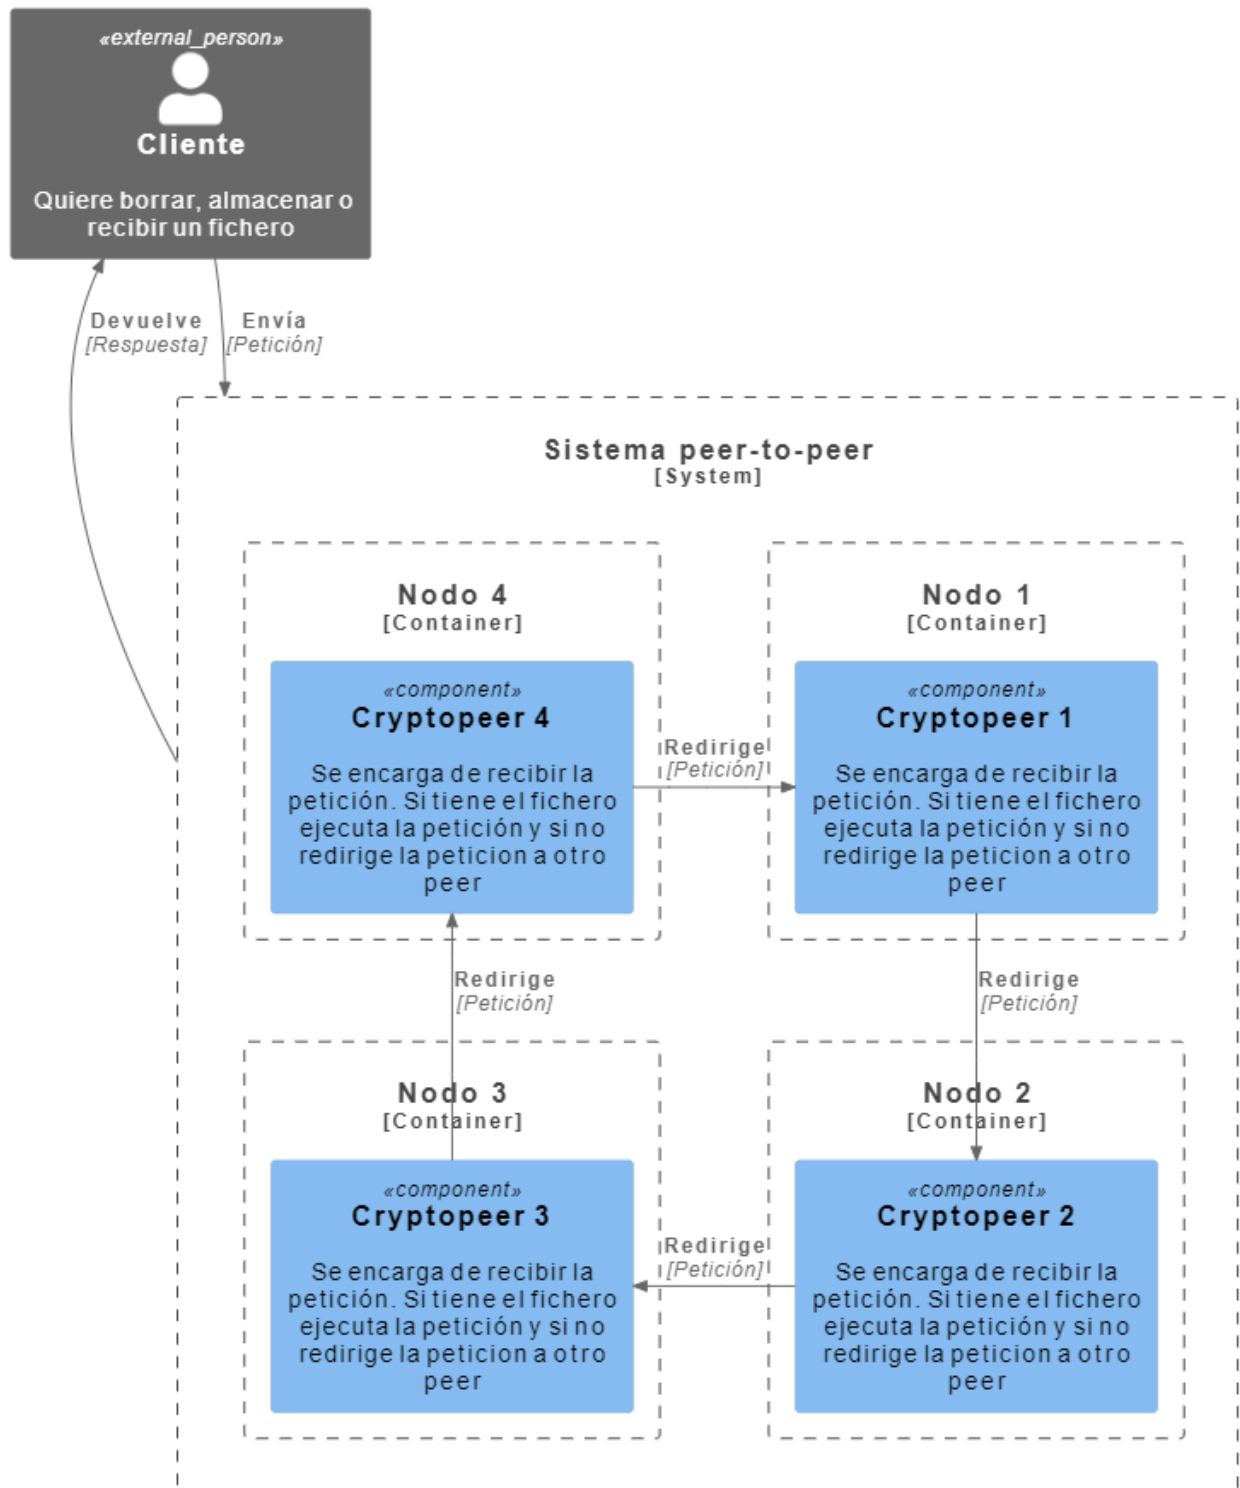 «external_person»
Cliente
Quiere borrar, almacenar o
recibir un fichero
Devuelve
[Respuesta]
Envía
[Petición]
Sistema peer-to-peer
[System]
Nodo 4
[Container]
«component»
Cryptopeer 4
Se encarga de recibir la
petición. Si tiene el fichero
ejecuta la petición y si no
redirige la peticion a otro
peer
Redirige
[Petición]
Nodo 1
[Container]
«component»
Cryptopeer 1
Se encarga de recibir la
petición. Si tiene el fichero
ejecuta la petición y si no
redirige la peticion a otro
peer
Redirige
[Petición]
Redirige
[Petición]
Nodo 3
[Container]
«component»
Cryptopeer 3
Se encarga de recibir la
petición. Si tiene el fichero
ejecuta la petición y si no
redirige la peticion a otro
peer
Redirige
[Petición]
Nodo 2
[Container]
«component»
Cryptopeer 2
Se encarga de recibir la
petición. Si tiene el fichero
ejecuta la petición y si no
redirige la peticion a otro
peer